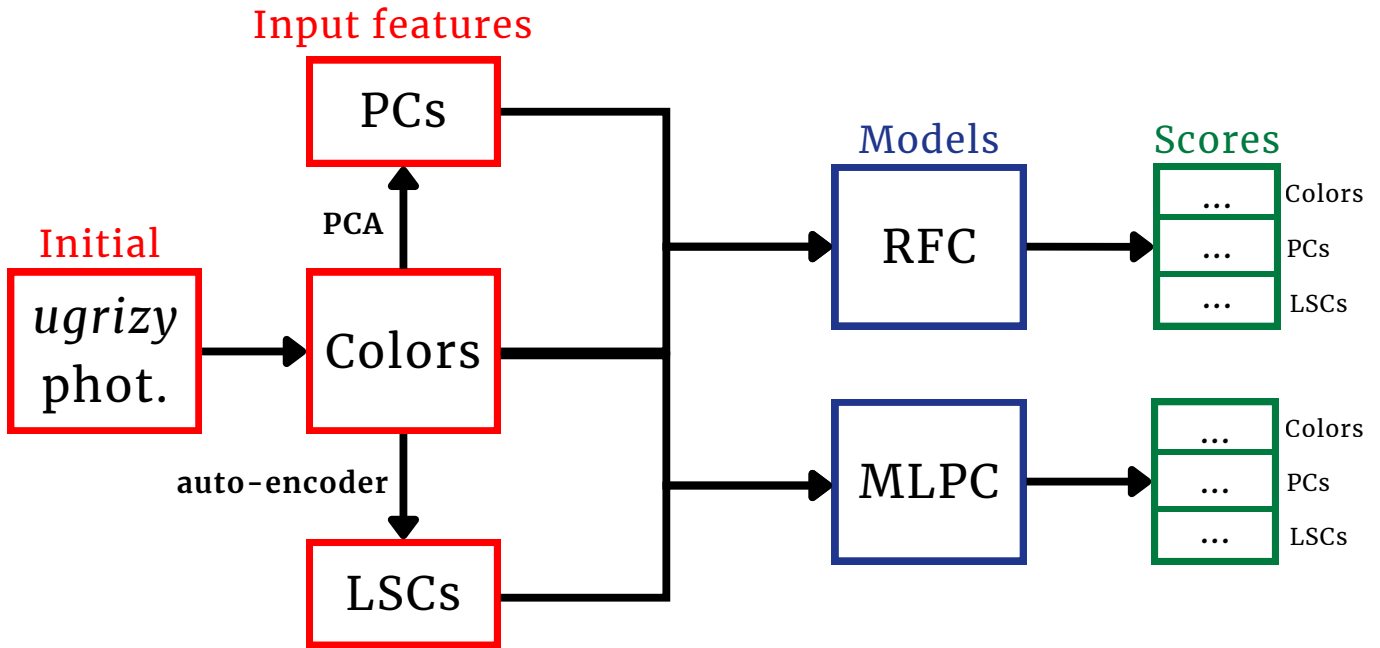 Input features
PCs
PCA
Initial
ugrizy
phot.
Colors
auto-encoder
LSCs
Models
RFC
MLPC
Scores
... Colors
... PCs
... LSCs
... Colors
... PCs
... LSCs